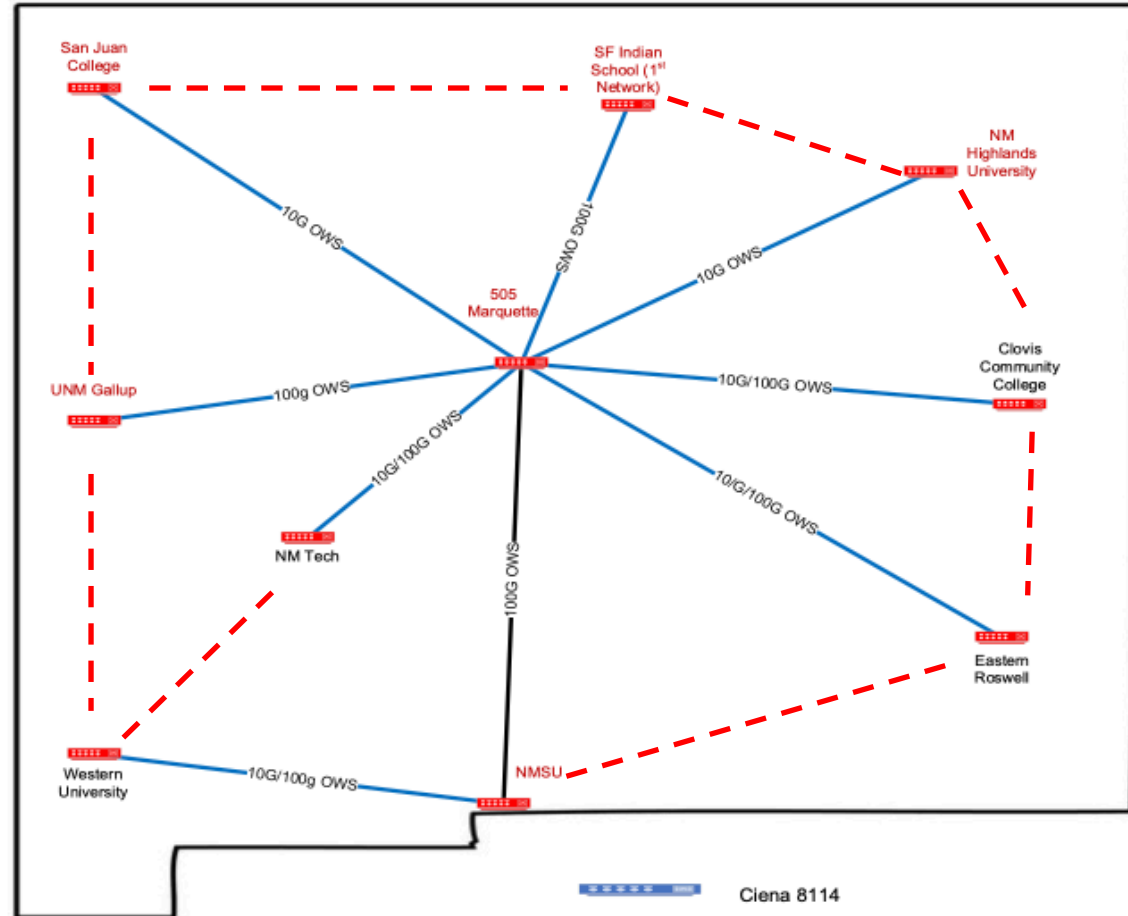 San Juan
College
SF Indian
School (1st
Network)
NM
Highlands
University
10G OWS
100G OWS
10G OWS
505
Marquette
Clovis
Community
College
UNM Gallup
100g OWS
10G/100G OWS
10G/100G OWS
10/G/100G OWS
NM Tech
100G OWS
Eastern
Roswell
Western
University
10G/100g OWS
NMSU
Ciena 8114